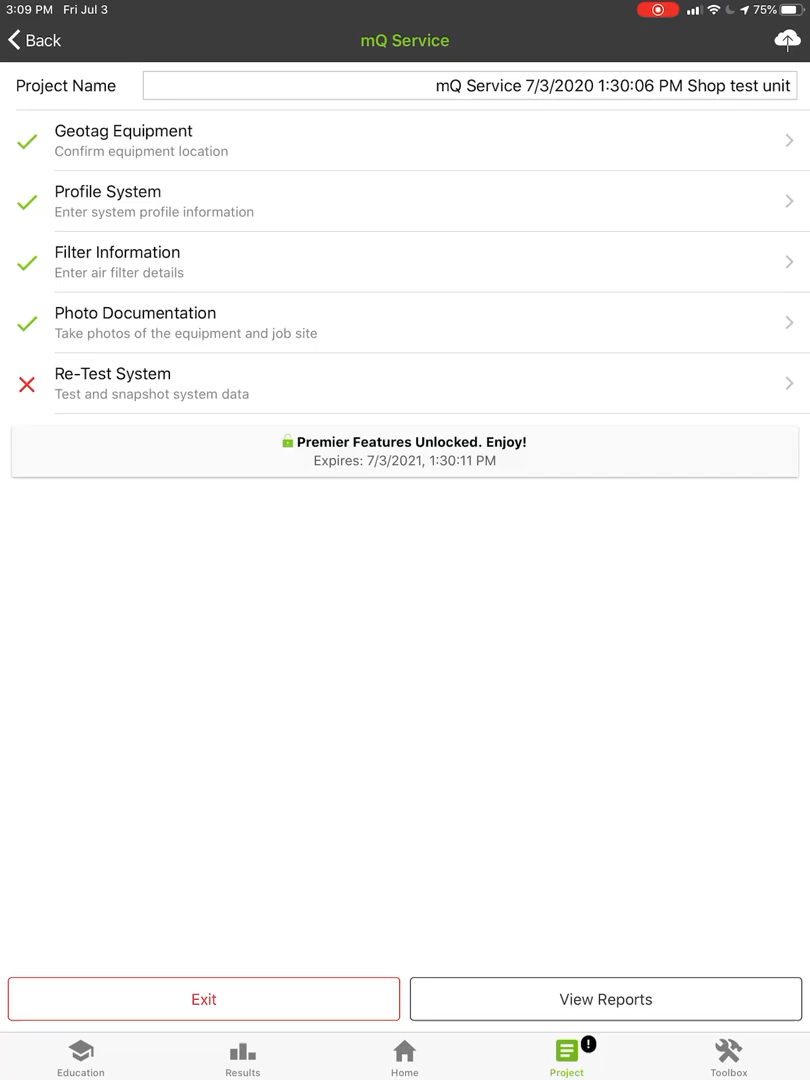 3:09 PM Fri Jul 3 75%
Back mQ Service
Project Name mQ Service 7/3/2020 1:30:06 PM Shop test unit
Geotag Equipment
Confirm equipment location
Profile System
Enter system profile information
Filter Information
Enter air filter details
Photo Documentation
Take photos of the equipment and job site
Re-Test System
Test and snapshot system data
Premier Features Unlocked. Enjoy!
Expires: 7/3/2021, 1:30:11 PM
Exit View Reports
!
Education Results Home Project Toolbox